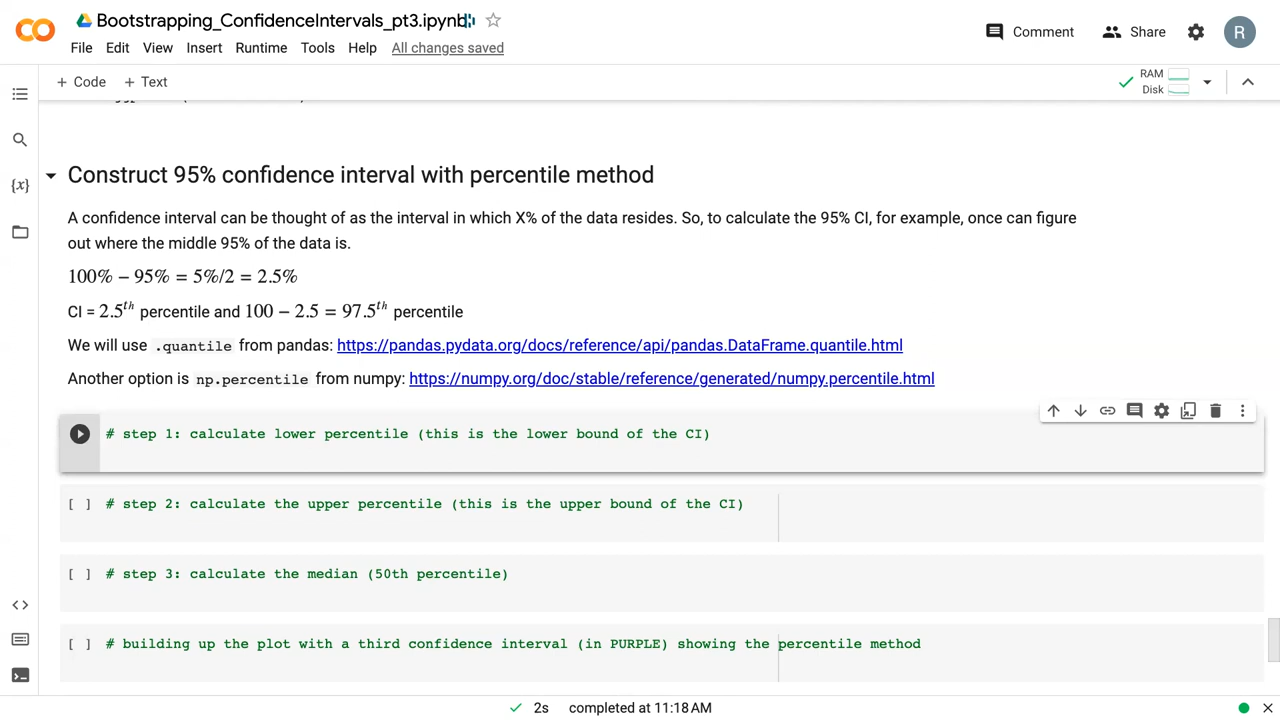 Bootstrapping_ConfidenceIntervals_pt3.ipynb
File Edit View Insert Runtime Tools Help All changes saved
Comment Share R
+ Code + Text
RAM
Disk
Construct 95% confidence interval with percentile method
A confidence interval can be thought of as the interval in which X% of the data resides. So, to calculate the 95% CI, for example, once can figure
out where the middle 95% of the data is.
100% − 95% = 5%/2 = 2.5%
CI = 2.5th percentile and 100 − 2.5 = 97.5th percentile
We will use .quantile from pandas: https://pandas.pydata.org/docs/reference/api/pandas.DataFrame.quantile.html
Another option is np.percentile from numpy: https://numpy.org/doc/stable/reference/generated/numpy.percentile.html
# step 1: calculate lower percentile (this is the lower bound of the CI)
[ ] # step 2: calculate the upper percentile (this is the upper bound of the CI)
[ ] # step 3: calculate the median (50th percentile)
[ ] # building up the plot with a third confidence interval (in PURPLE) showing the percentile method
2s completed at 11:18 AM